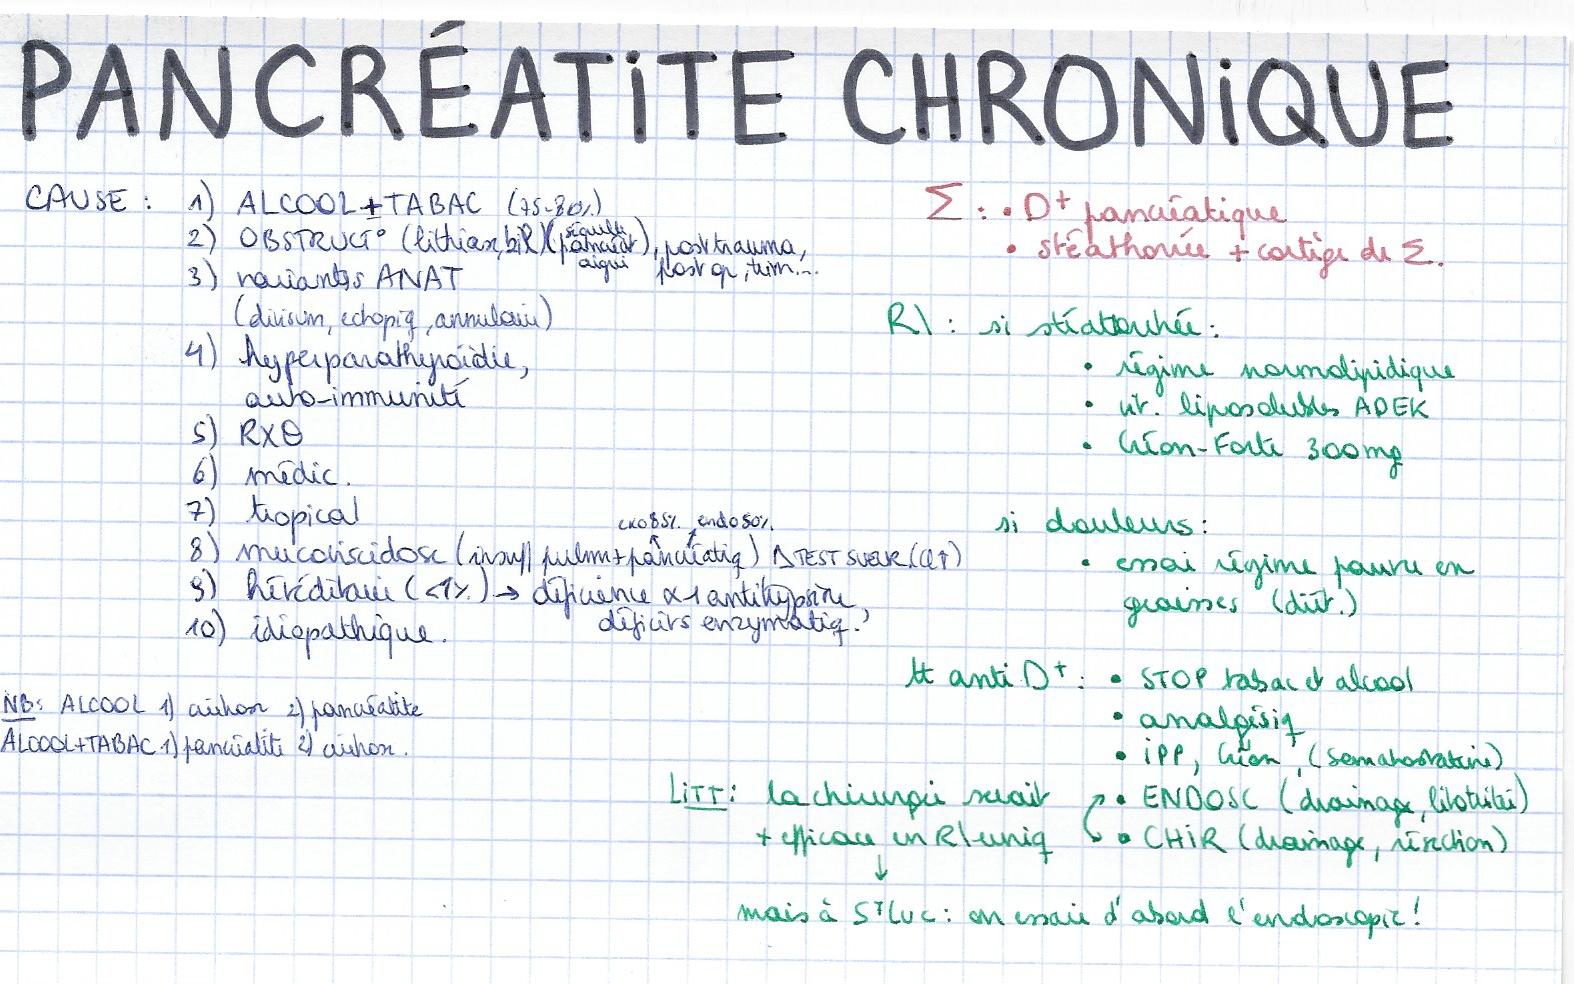 PANCRÉATITE CHRONIQUE
CAUSE :
1) ALCOOL ± TABAC (75-80%)
2) OBSTRUCT° (lithiase, bil) (séquelle pancréat aiguë), post trauma, post op, tum...
3) variantes ANAT
(divisum, ectopiq, annulaire)
4) hyperparathyroïdie,
auto-immunité
5) RXΘ
6) médic.
7) tropical
exo 85% endo 50%
8) mucoviscidose (insuff pulm + pancréatiq) Δ TEST SUEUR (Cl↑)
9) héréditaire (<1%) → déficience α-1 antitrypsine,
déficits enzymatiq.
10) idiopathique.
NB: ALCOOL 1) cirrhose 2) pancréatite
ALCOOL+TABAC 1) pancréatite 2) cirrhose.
Σ : • D+ pancréatique
• stéathorrée + cortège de Σ.
R\ : si stéatorrhée :
• régime normolipidique
• vit. liposolubles ADEK
• Créon-Forte 300mg
si douleurs :
• essai régime pauvre en
graisses (diét.)
tt anti D+ : • STOP tabac et alcool
• analgésiq
• IPP, Créon, (somatostatine)
LITT : la chirurgie serait
+ efficace en R\ uniq
• ENDOSC (drainage, lithotritie)
• CHIR (drainage, résection)
↓
mais à St Luc : on essaie d'abord l'endoscopie !